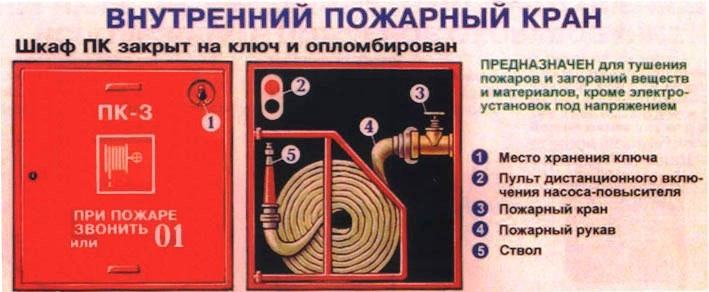 ВНУТРЕННИЙ ПОЖАРНЫЙ КРАН
Шкаф ПК закрыт на ключ и опломбирован
ПК-3
1
ПРИ ПОЖАРЕ
ЗВОНИТЬ
или 01
2
3
4
5
ПРЕДНАЗНАЧЕН для тушения
пожаров и загораний веществ
и материалов, кроме электро-
установок под напряжением
1 Место хранения ключа
2 Пульт дистанционного вклю-
чения насоса-повысителя
3 Пожарный кран
4 Пожарный рукав
5 Ствол